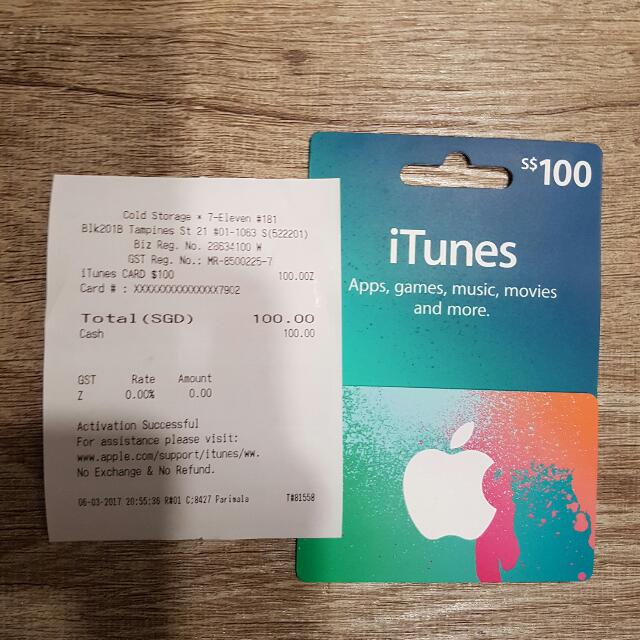 Cold Storage * 7-Eleven #181
Blk201B Tampines St 21 #01-1063 S(522201)
Biz Reg. No. 28634100 W
GST Reg. No.: MR-8500225-7
iTunes CARD $100 100.00Z
Card # : XXXXXXXXXXXXXXX7902
Total(SGD) 100.00
Cash 100.00
GST Rate Amount
Z 0.00% 0.00
Activation Successful
For assistance please visit:
www.apple.com/support/itunes/ww.
No Exchange & No Refund.
06-03-2017 20:55:36 R#01 C:8427 Parimala T#81558
S$100
iTunes
Apps, games, music, movies
and more.